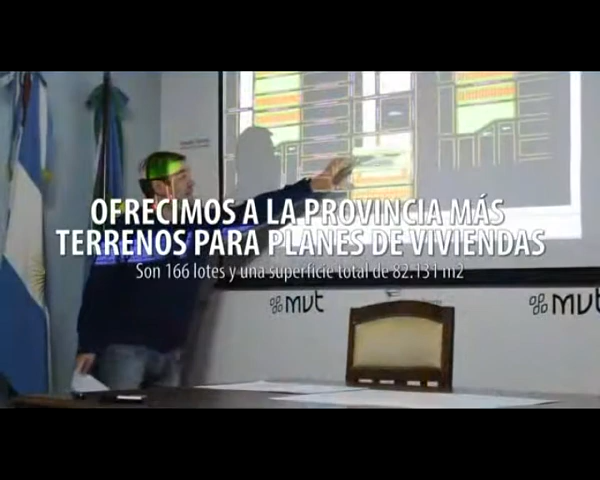 OFRECIMOS A LA PROVINCIA MÁS
TERRENOS PARA PLANES DE VIVIENDAS
Son 166 lotes y una superficie total de 82.131 m2
mvt
mvt